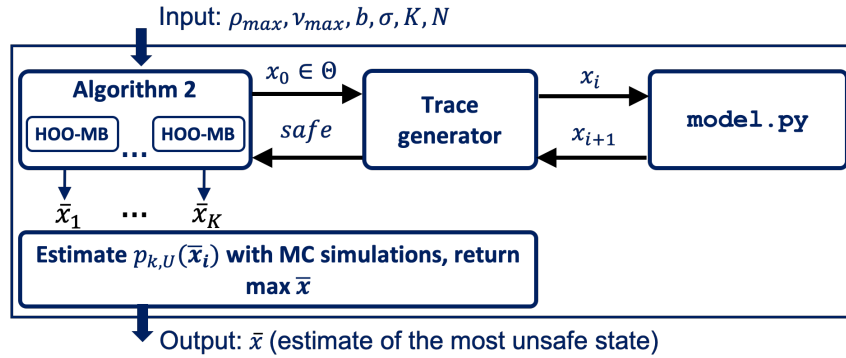 Input: ρ_max, ν_max, b, σ, K, N
Algorithm 2
HOO-MB ... HOO-MB
x_0 ∈ Θ
safe
Trace
generator
x_i
x_{i+1}
model.py
x̄_1 ... x̄_K
Estimate p_{k,U}(x̄_i) with MC simulations, return
max x̄
Output: x̄ (estimate of the most unsafe state)